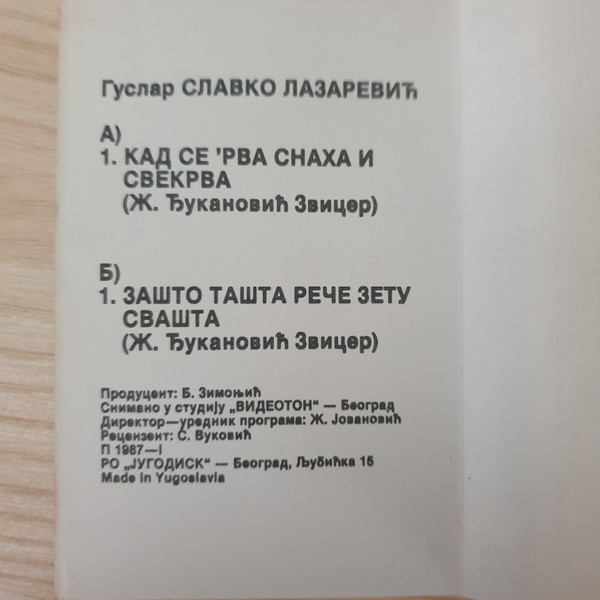 Гуслар СЛАВКО ЛАЗАРЕВИЋ
А)
1. КАД СЕ 'РВА СНАХА И
СВЕКРВА
(Ж. Ђукановић Звицер)
Б)
1. ЗАШТО ТАШТА РЕЧЕ ЗЕТУ
СВАШТА
(Ж. Ђукановић Звицер)
Продуцент: Б. Зимоњић
Снимано у студију „ВИДЕОТОН“ — Београд
Директор—уредник програма: Ж. Јовановић
Рецензент: С. Вуковић
П 1987—I
РО „ЈУГОДИСК“ — Београд, Љубићка 15
Made in Yugoslavia